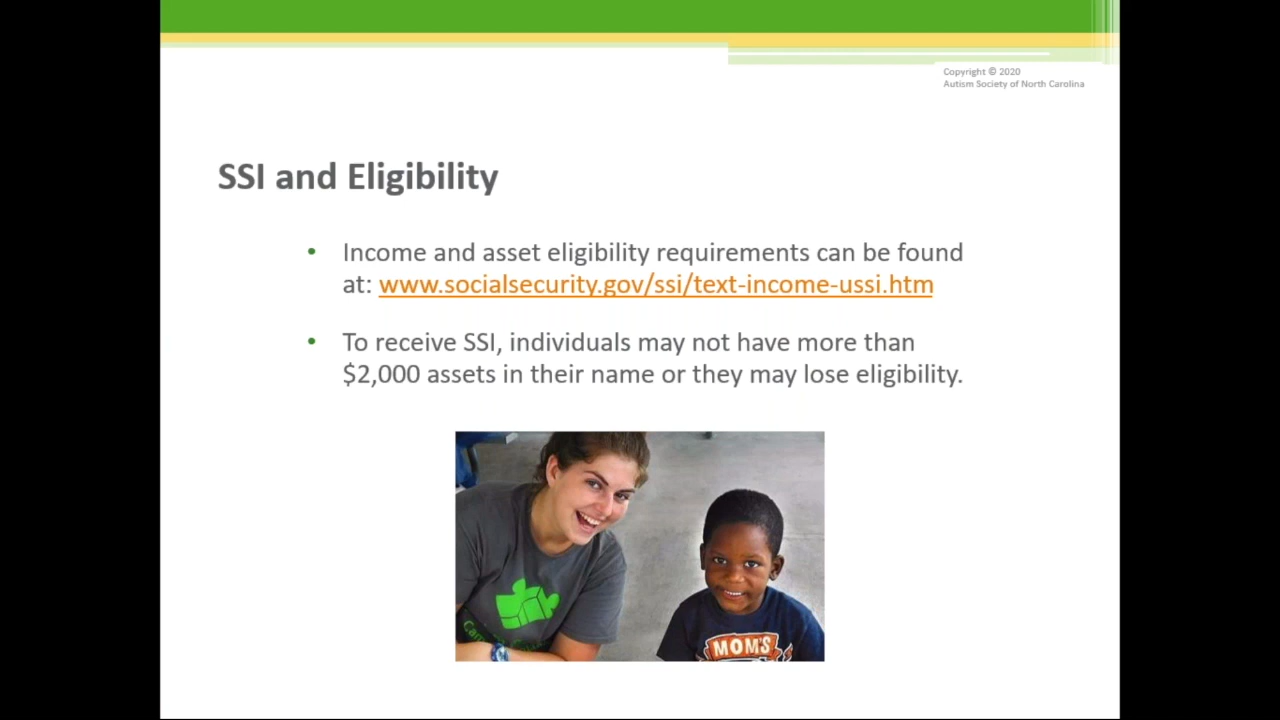 Copyright © 2020
Autism Society of North Carolina
SSI and Eligibility
• Income and asset eligibility requirements can be found
at: www.socialsecurity.gov/ssi/text-income-ussi.htm
• To receive SSI, individuals may not have more than
$2,000 assets in their name or they may lose eligibility.
MOM'S